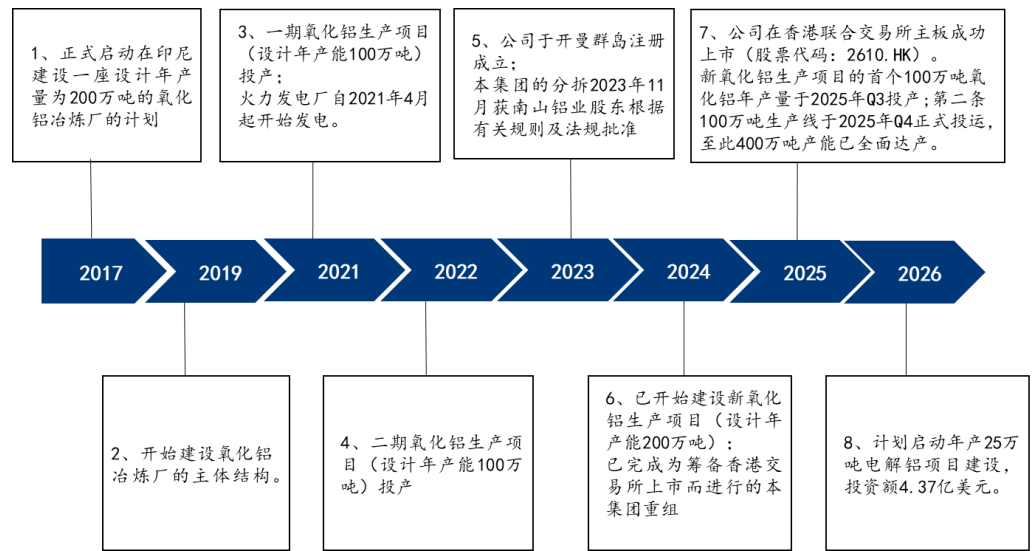 1、正式启动在印尼
建设一座设计年产
量为200万吨的氧化
铝冶炼厂的计划
3、一期氧化铝生产项目
（设计年产能100万吨）
投产；
火力发电厂自2021年4月
起开始发电。
5、公司于开曼群岛注册
成立；
本集团的分拆2023年11
月获南山铝业股东根据
有关规则及法规批准
7、公司在香港联合交易所主板成功
上市（股票代码：2610.HK）。
新氧化铝生产项目的首个100万吨氧
化铝年产量于2025年Q3投产；第二条
100万吨生产线于2025年Q4正式投运，
至此400万吨产能已全面达产。
2017
2019
2021
2022
2023
2024
2025
2026
2、开始建设氧化铝
冶炼厂的主体结构。
4、二期氧化铝生产项
目（设计年产能100万
吨）投产
6、已开始建设新氧化
铝生产项目（设计年
产能200万吨）；
已完成为筹备香港交
易所上市而进行的本
集团重组
8、计划启动年产25万
吨电解铝项目建设，
投资额4.37亿美元。